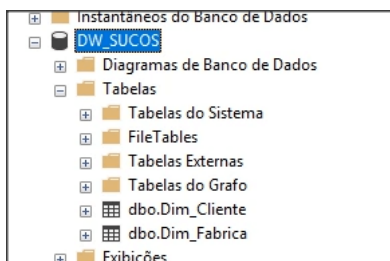 Instantâneos do Banco de Dados
DW_SUCOS
Diagramas de Banco de Dados
Tabelas
Tabelas do Sistema
FileTables
Tabelas Externas
Tabelas do Grafo
dbo.Dim_Cliente
dbo.Dim_Fabrica
Exibições